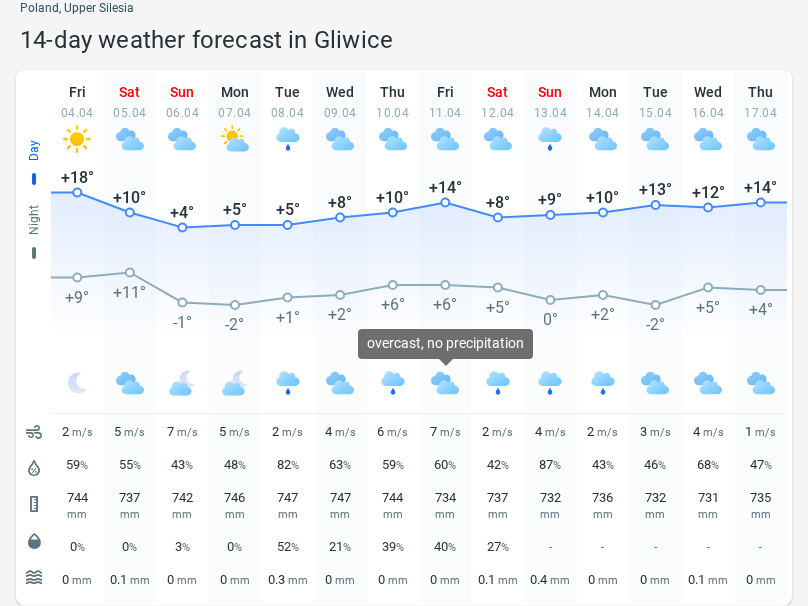 Poland, Upper Silesia
14-day weather forecast in Gliwice
Fri Sat Sun Mon Tue Wed Thu Fri Sat Sun Mon Tue Wed Thu
04.04 05.04 06.04 07.04 08.04 09.04 10.04 11.04 12.04 13.04 14.04 15.04 16.04 17.04
Day
+18° +10° +4° +5° +5° +8° +10° +14° +8° +9° +10° +13° +12° +14°
Night
+9° +11° -1° -2° +1° +2° +6° +6° +5° 0° +2° -2° +5° +4°
overcast, no precipitation
2 m/s 5 m/s 7 m/s 5 m/s 2 m/s 4 m/s 6 m/s 7 m/s 2 m/s 4 m/s 2 m/s 3 m/s 4 m/s 1 m/s
59% 55% 43% 48% 82% 63% 59% 60% 42% 87% 43% 46% 68% 47%
744 737 742 746 747 747 744 734 737 732 736 732 731 735
mm mm mm mm mm mm mm mm mm mm mm mm mm mm
0% 0% 3% 0% 52% 21% 39% 40% 27% - - - - -
0 mm 0.1 mm 0 mm 0 mm 0.3 mm 0 mm 0 mm 0 mm 0.1 mm 0.4 mm 0 mm 0 mm 0.1 mm 0 mm